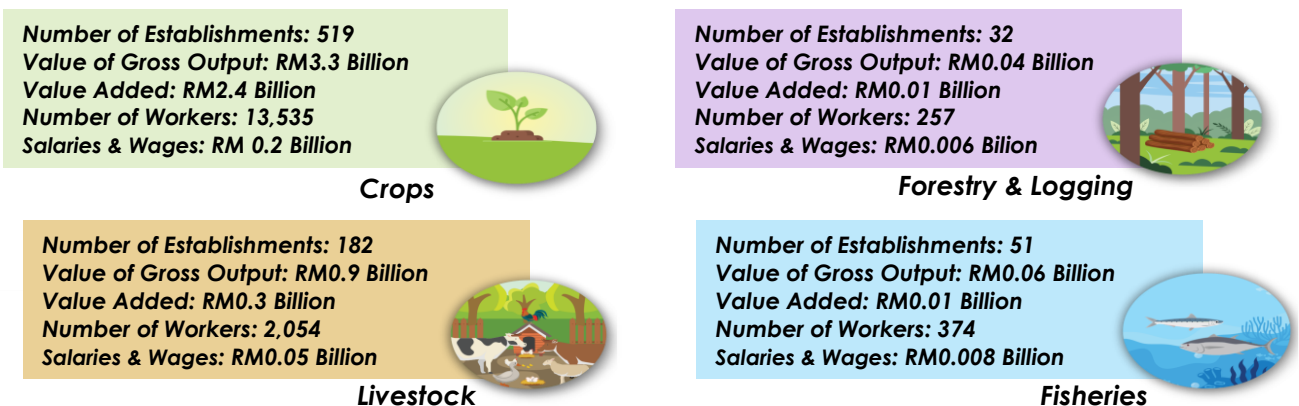 Number of Establishments: 519
Value of Gross Output: RM3.3 Billion
Value Added: RM2.4 Billion
Number of Workers: 13,535
Salaries & Wages: RM 0.2 Billion
Crops
Number of Establishments: 32
Value of Gross Output: RM0.04 Billion
Value Added: RM0.01 Billion
Number of Workers: 257
Salaries & Wages: RM0.006 Bilion
Forestry & Logging
Number of Establishments: 182
Value of Gross Output: RM0.9 Billion
Value Added: RM0.3 Billion
Number of Workers: 2,054
Salaries & Wages: RM0.05 Billion
Livestock
Number of Establishments: 51
Value of Gross Output: RM0.06 Billion
Value Added: RM0.01 Billion
Number of Workers: 374
Salaries & Wages: RM0.008 Billion
Fisheries